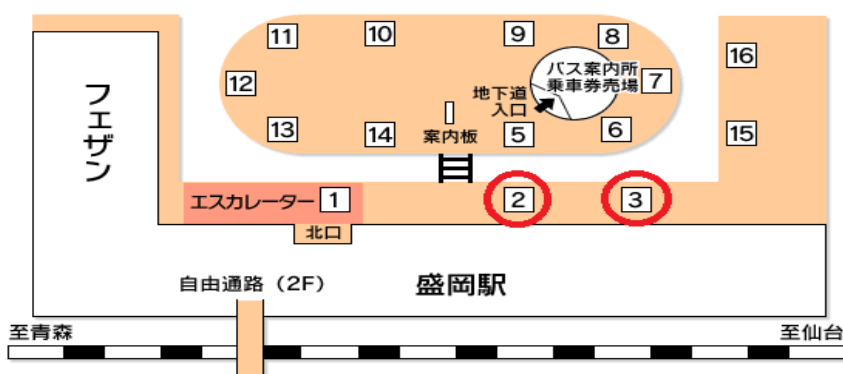 11
10
9
8
16
12
バス案内所
乗車券売場
7
地下道
入口
13
14
案内板
5
6
15
フェザン
エスカレーター
1
2
3
北口
自由通路（2F）
盛岡駅
至青森
至仙台